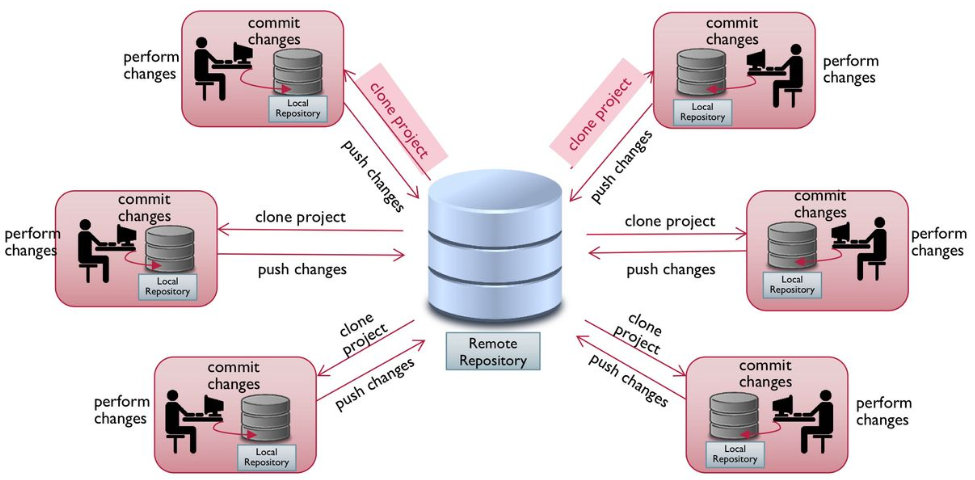 commit
changes
perform
changes
Local
Repository
clone project
push changes
commit
changes
perform
changes
Local
Repository
clone project
push changes
commit
changes
perform
changes
Local
Repository
clone project
push changes
commit
changes
perform
changes
Local
Repository
clone project
push changes
Remote
Repository
commit
changes
perform
changes
Local
Repository
clone
project
push changes
commit
changes
perform
changes
Local
Repository
clone
project
push changes